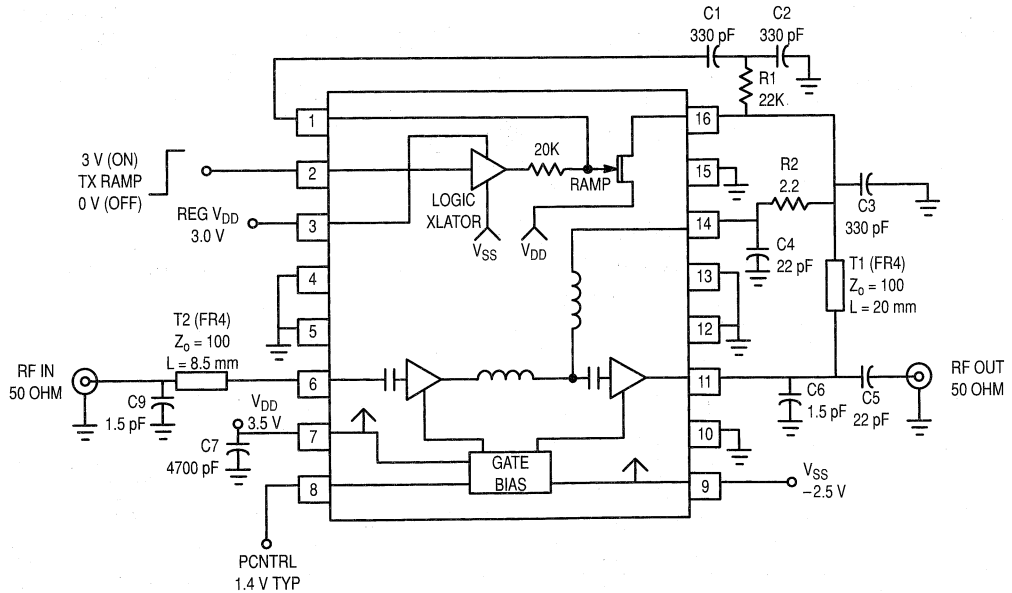 C1
330 pF
C2
330 pF
R1
22K
1
16
3 V (ON)
TX RAMP
0 V (OFF)
2
20K
RAMP
15
R2
2.2
REG VDD
3.0 V
3
LOGIC
XLATOR
VSS
VDD
14
C3
330 pF
C4
22 pF
4
13
T1 (FR4)
Zo = 100
L = 20 mm
5
12
T2 (FR4)
Zo = 100
L = 8.5 mm
RF IN
50 OHM
6
11
RF OUT
50 OHM
C9
1.5 pF
C6
1.5 pF
C5
22 pF
VDD
3.5 V
7
10
C7
4700 pF
GATE
BIAS
8
9
VSS
–2.5 V
PCNTRL
1.4 V TYP